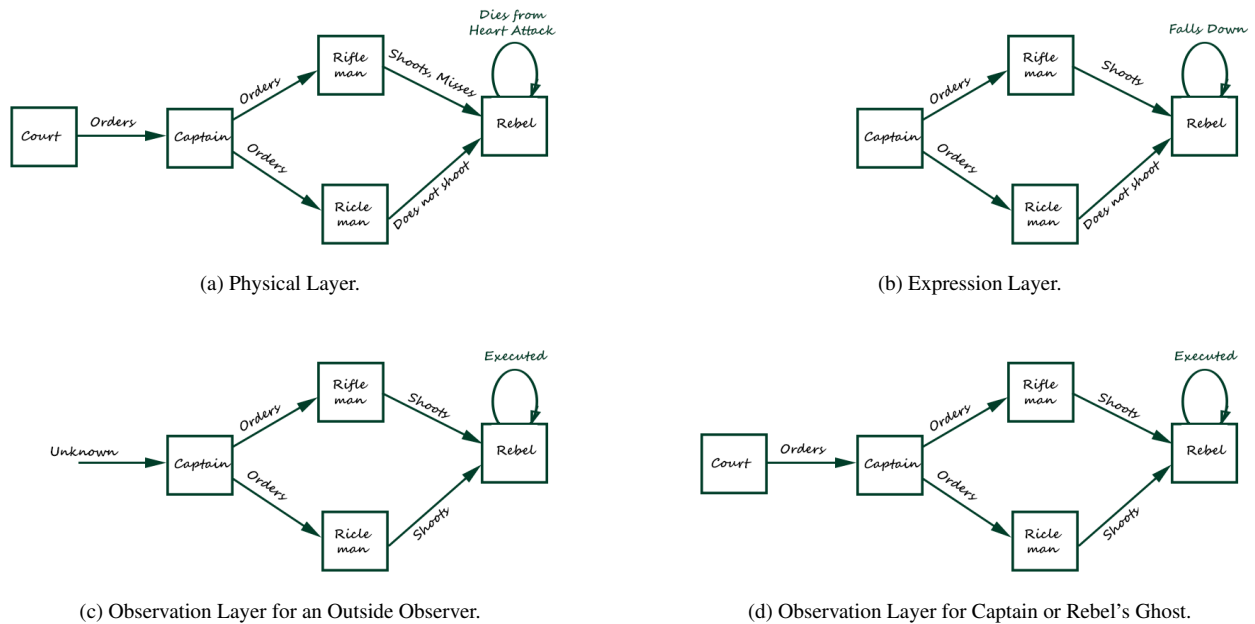 Dies from
Heart Attack
Rifle
man
Shoots, Misses
Orders
Court
Orders
Captain
Rebel
Orders
Ricle
man
Does not shoot
(a) Physical Layer.
Falls Down
Rifle
man
Shoots
Orders
Captain
Rebel
Orders
Ricle
man
Does not shoot
(b) Expression Layer.
Executed
Rifle
man
Shoots
Orders
Unknown
Captain
Rebel
Orders
Ricle
man
Shoots
(c) Observation Layer for an Outside Observer.
Executed
Rifle
man
Shoots
Orders
Court
Orders
Captain
Rebel
Orders
Ricle
man
Shoots
(d) Observation Layer for Captain or Rebel's Ghost.